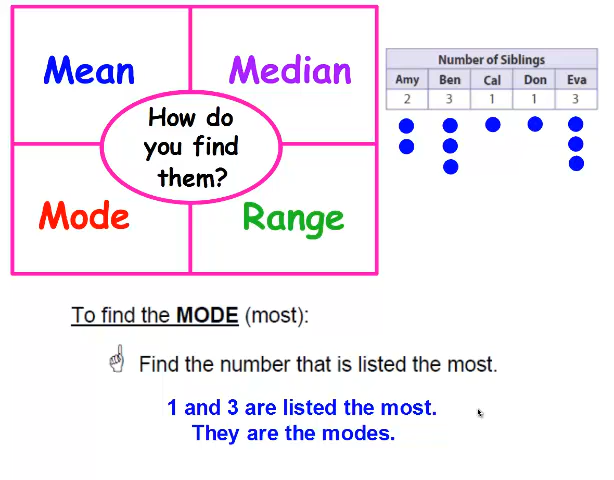 Mean
Median
How do
you find
them?
Mode
Range
Number of Siblings
Amy Ben Cal Don Eva
2 3 1 1 3
To find the MODE (most):
Find the number that is listed the most.
1 and 3 are listed the most.
They are the modes.